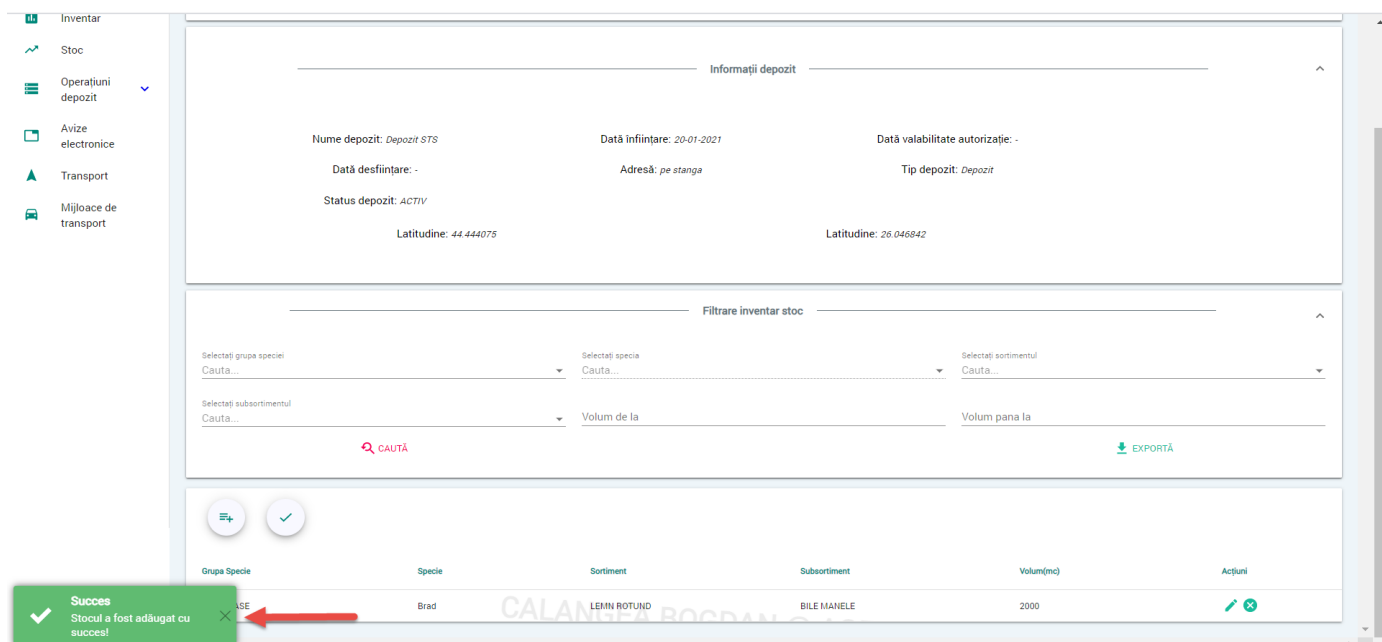 Inventar
Stoc
Operațiuni
depozit
Avize
electronice
Transport
Mijloace de
transport
Informații depozit
Nume depozit: Depozit STS Dată înființare: 20-01-2021 Dată valabilitate autorizație: -
Dată desființare: - Adresă: pe stanga Tip depozit: Depozit
Status depozit: ACTIV
Latitudine: 44.444075 Latitudine: 26.046842
Filtrare inventar stoc
Selectați grupa speciei Selectați specia Selectați sortimentul
Cauta... Cauta... Cauta...
Selectați subsortimentul
Cauta... Volum de la Volum pana la
CAUTĂ EXPORTĂ
Grupa Specie Specie Sortiment Subsortiment Volum(mc) Acțiuni
Brad LEMN ROTUND BILE MANELE 2000
CALANGEA BOGDAN
Succes
Stocul a fost adăugat cu
succes!